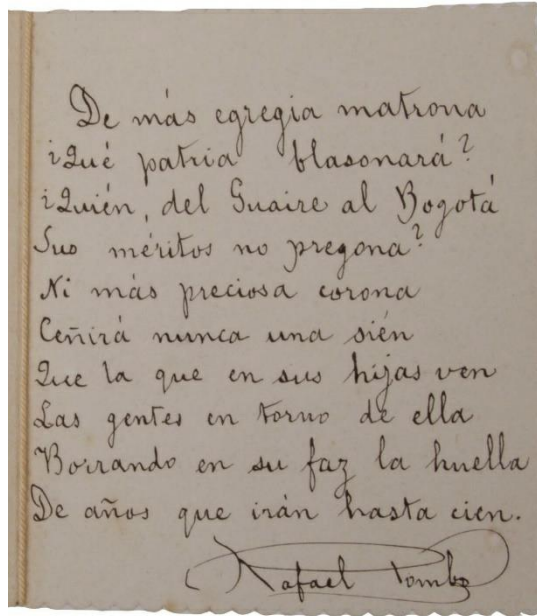 De más egregia matrona
¿Qué patria blasonará?
¿Quién, del Guaire al Bogotá
Sus méritos no pregona?
Ni más preciosa corona
Ceñirá nunca una sién
Que la que en sus hijas ven
Las gentes en torno de ella
Borrando en su faz la huella
De años que irán hasta cien.
Rafael Pombo